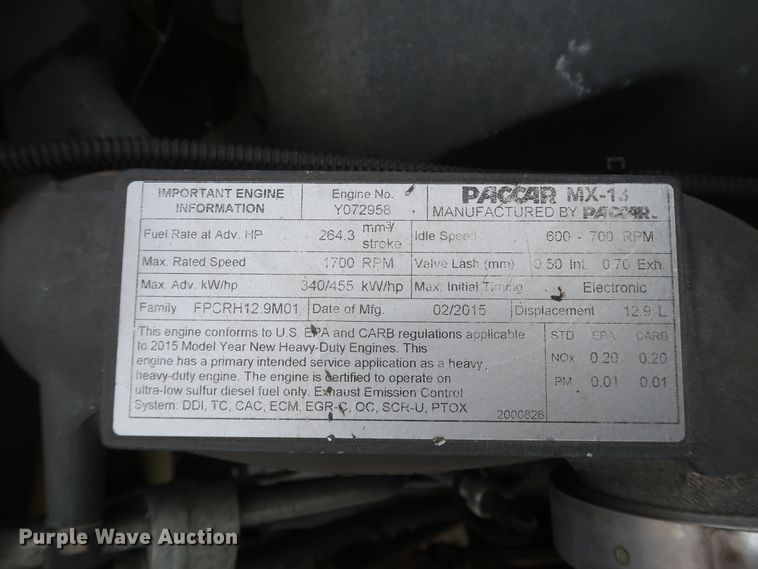 IMPORTANT ENGINE INFORMATION
Engine No. Y072958
PACCAR MX-13
MANUFACTURED BY PACCAR
Fuel Rate at Adv. HP 264.3 mm³/stroke
Idle Speed 600 - 700 RPM
Max. Rated Speed 1700 RPM
Valve Lash (mm) 0.50 Int. 0.70 Exh.
Max. Adv. kW/hp 340/455 kW/hp
Max. Initial Timing Electronic
Family FPCRH12.9M01 Date of Mfg. 02/2015 Displacement 12.9 L
This engine conforms to U.S. EPA and CARB regulations applicable
to 2015 Model Year New Heavy-Duty Engines. This
engine has a primary intended service application as a heavy
heavy-duty engine. The engine is certified to operate on
ultra-low sulfur diesel fuel only. Exhaust Emission Control
System: DDI, TC, CAC, ECM, EGR-C, OC, SCR-U, PTOX
2000826
STD EPA CARB
NOx 0.20 0.20
PM 0.01 0.01
Purple Wave Auction